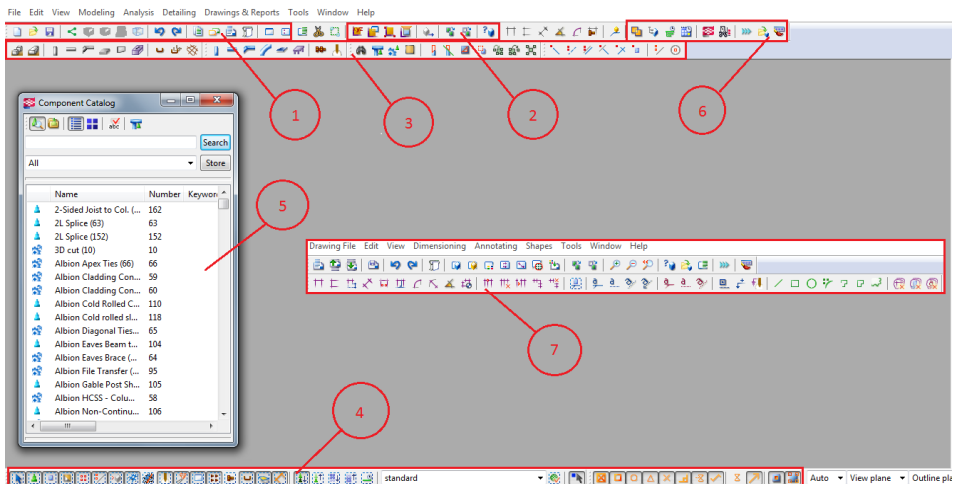 File Edit View Modeling Analysis Detailing Drawings & Reports Tools Window Help
1
2
3
6
Component Catalog
abc
Search
All
Store
Name Number Keywor
2-Sided Joist to Col. (... 162
2L Splice (63) 63
2L Splice (152) 152
3D cut (10) 10
Albion Apex Ties (66) 66
Albion Cladding Con... 59
Albion Cladding Con... 60
Albion Cold Rolled C... 110
Albion Cold rolled sl... 118
Albion Diagonal Ties... 65
Albion Eaves Beam t... 104
Albion Eaves Brace (... 64
Albion File Transfer (... 95
Albion Gable Post Sh... 105
Albion HCSS - Colu... 58
Albion Non-Continu... 106
5
Drawing File Edit View Dimensioning Annotating Shapes Tools Window Help
7
4
standard
Auto View plane Outline pla